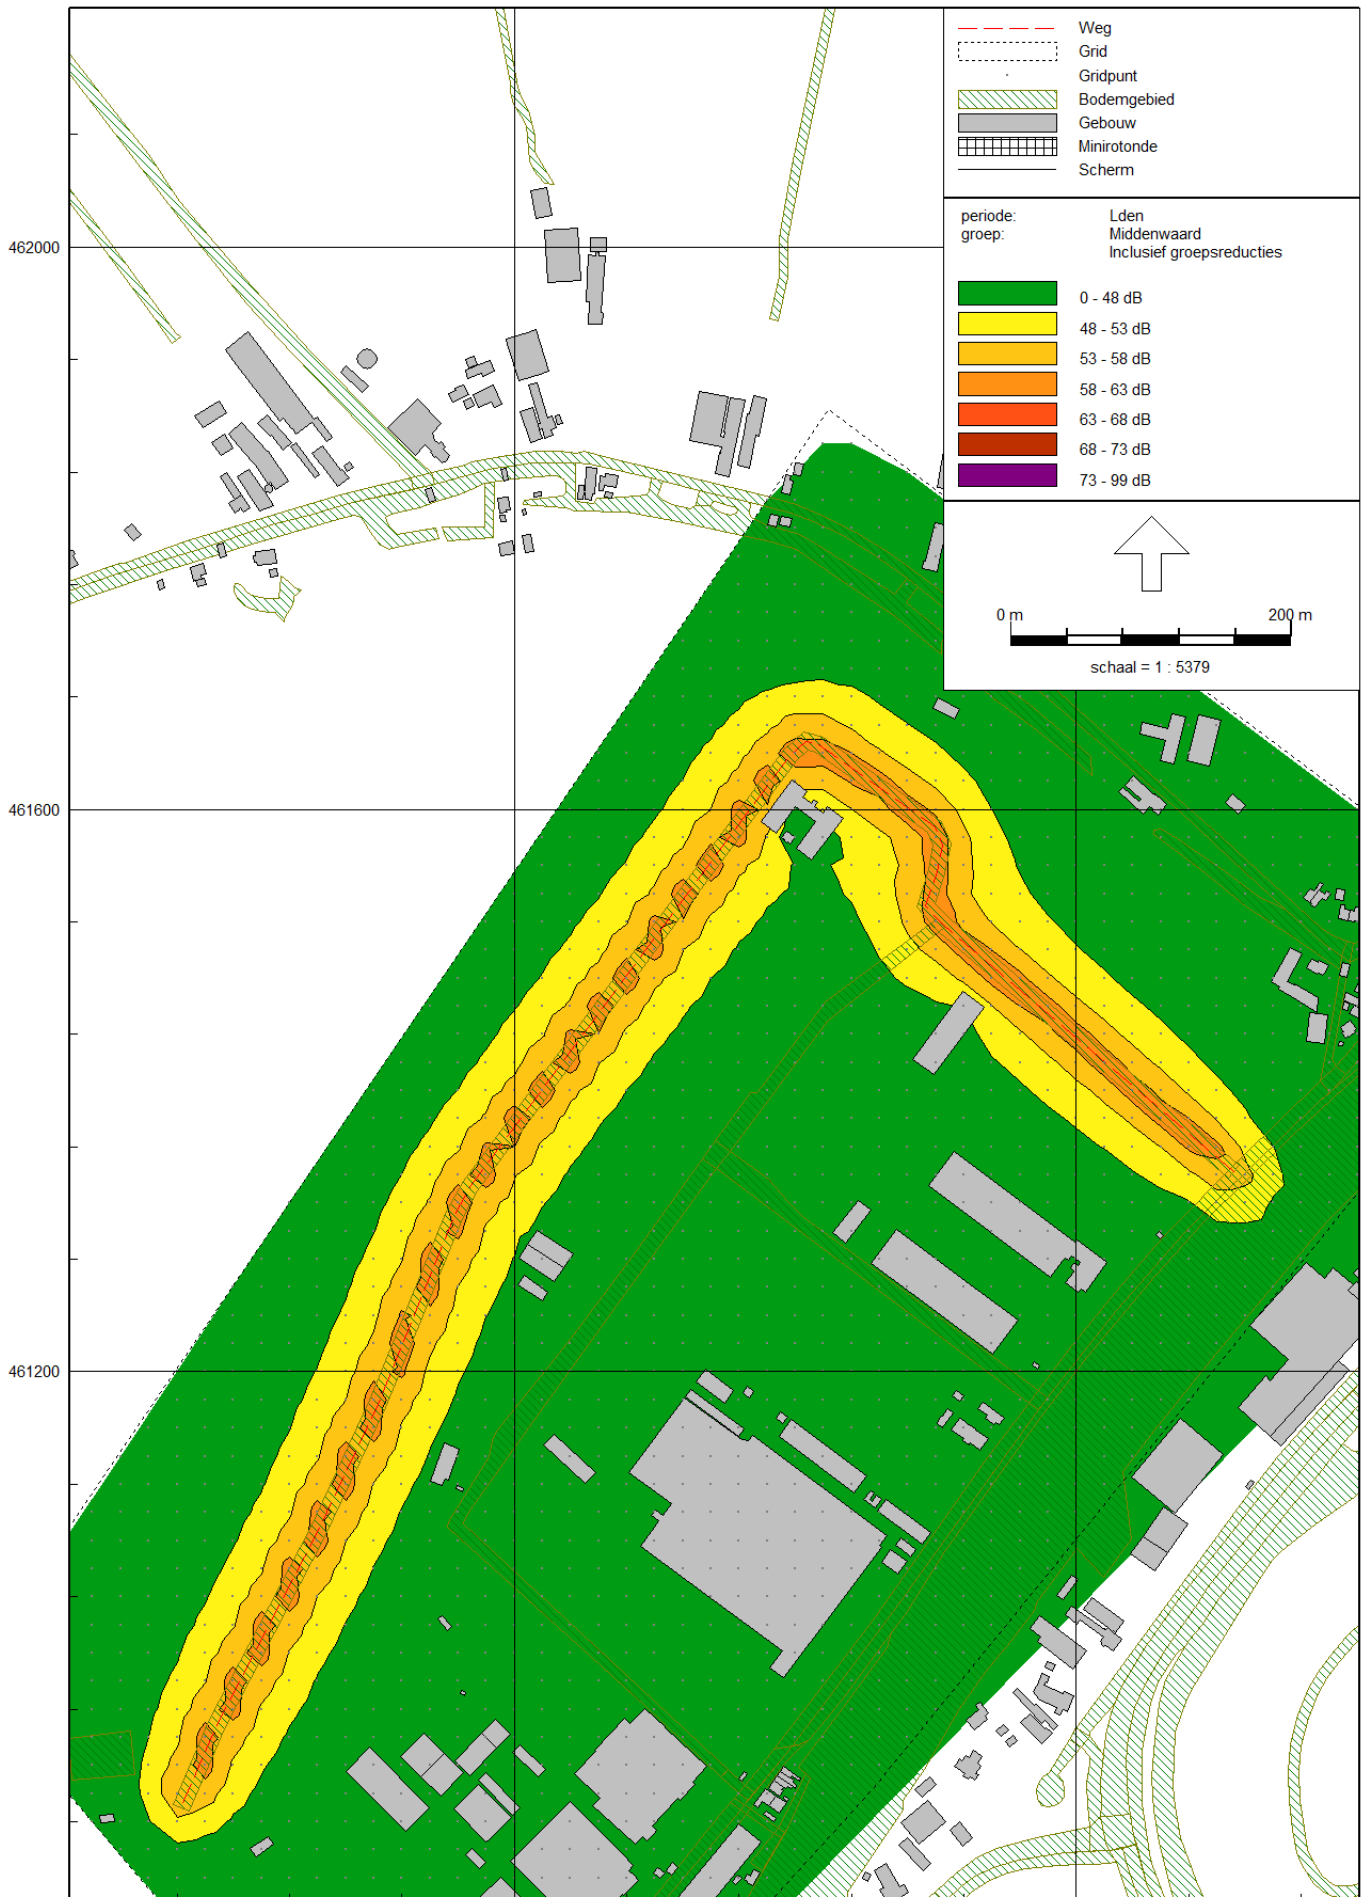 Weg
Grid
Gridpunt
Bodemgebied
Gebouw
Minirotonde
Scherm
periode: Lden
groep: Middenwaard
Inclusief groepsreducties
0 - 48 dB
48 - 53 dB
53 - 58 dB
58 - 63 dB
63 - 68 dB
68 - 73 dB
73 - 99 dB
0 m 200 m
schaal = 1 : 5379
462000
461600
461200